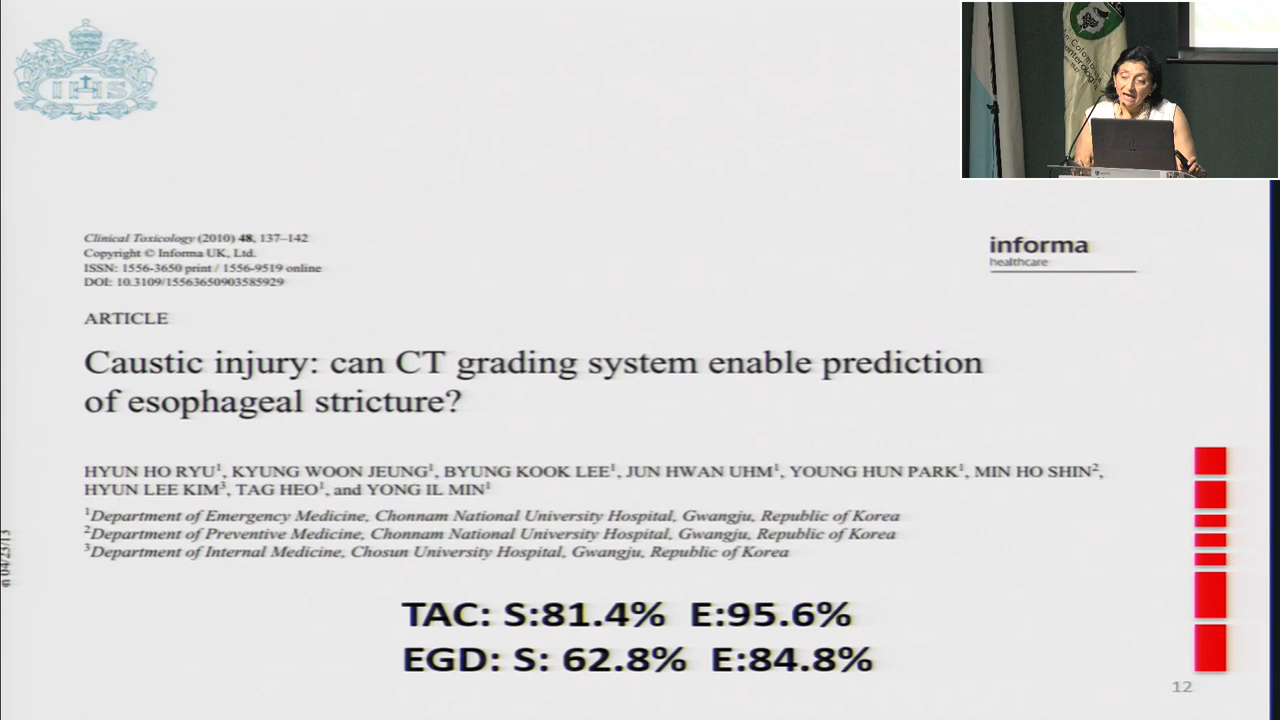 IHS
Clinical Toxicology (2010) 48, 137–142
Copyright © Informa UK, Ltd.
ISSN: 1556-3650 print / 1556-9519 online
DOI: 10.3109/15563650903585929
informa
healthcare
ARTICLE
Caustic injury: can CT grading system enable prediction
of esophageal stricture?
HYUN HO RYU¹, KYUNG WOON JEUNG¹, BYUNG KOOK LEE¹, JUN HWAN UHM¹, YOUNG HUN PARK¹, MIN HO SHIN²,
HYUN LEE KIM³, TAG HEO¹, and YONG IL MIN¹
¹Department of Emergency Medicine, Chonnam National University Hospital, Gwangju, Republic of Korea
²Department of Preventive Medicine, Chonnam National University Hospital, Gwangju, Republic of Korea
³Department of Internal Medicine, Chosun University Hospital, Gwangju, Republic of Korea
TAC: S:81.4% E:95.6%
EGD: S: 62.8% E:84.8%
12